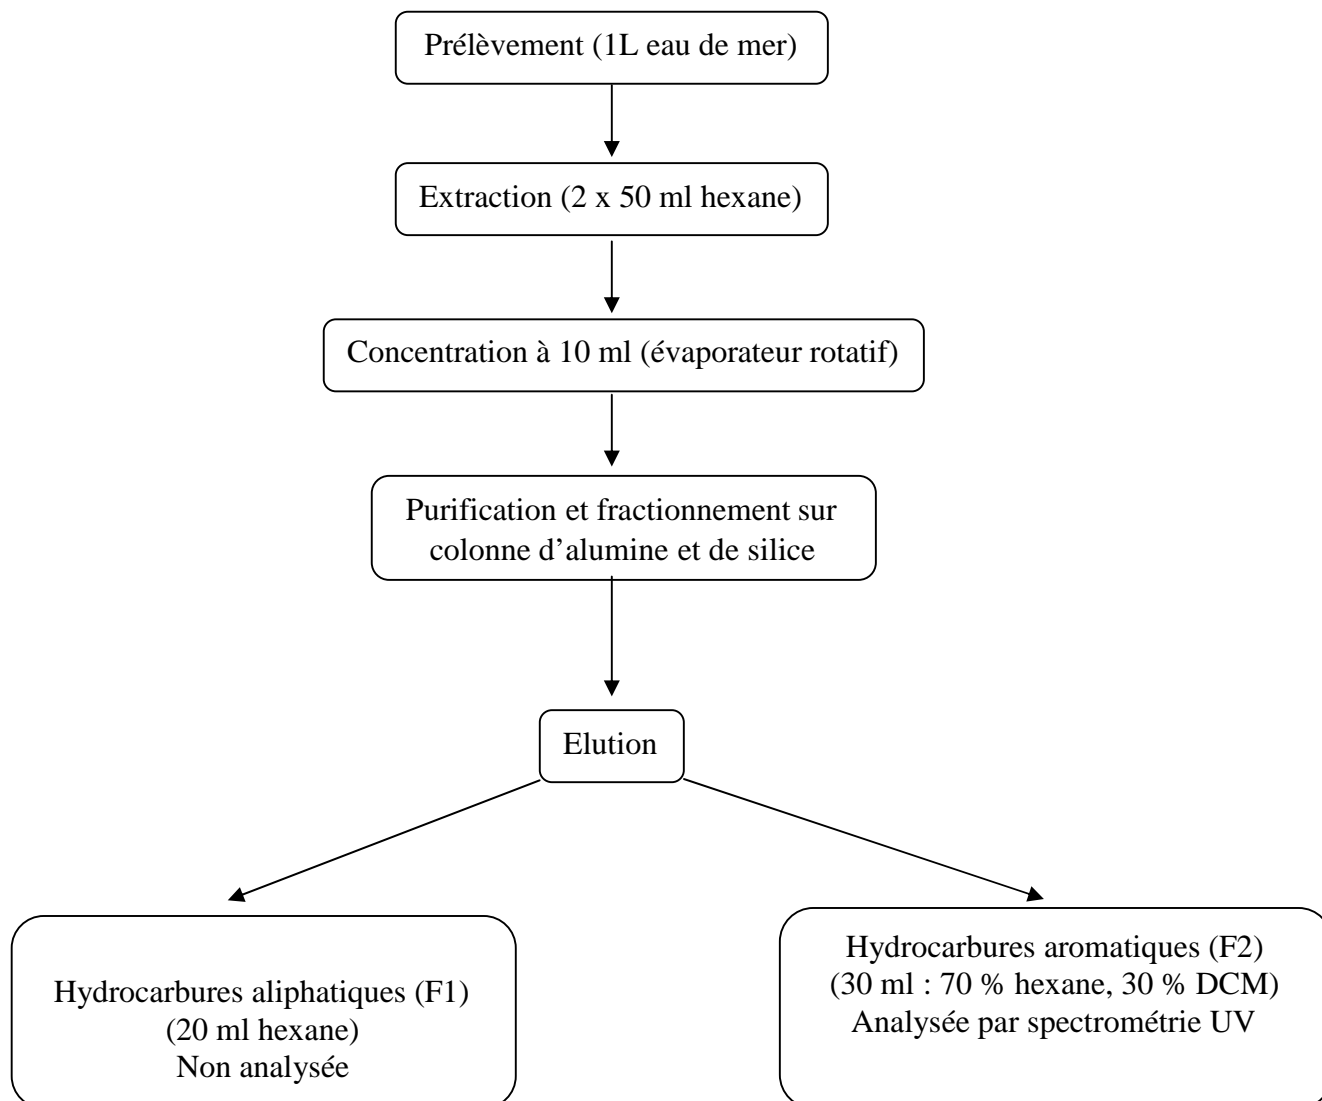 Prélèvement (1L eau de mer)
Extraction (2 x 50 ml hexane)
Concentration à 10 ml (évaporateur rotatif)
Purification et fractionnement sur
colonne d’alumine et de silice
Elution
Hydrocarbures aliphatiques (F1)
(20 ml hexane)
Non analysée
Hydrocarbures aromatiques (F2)
(30 ml : 70 % hexane, 30 % DCM)
Analysée par spectrométrie UV